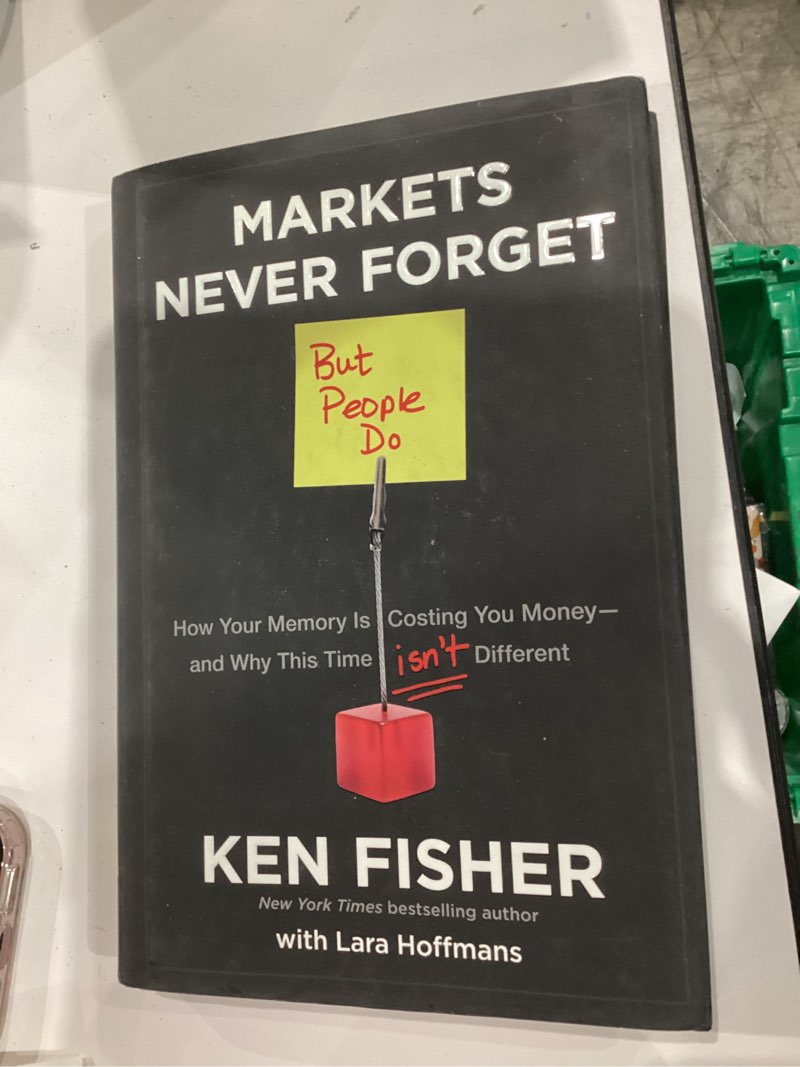 MARKETS
NEVER FORGET
But
People
Do
How Your Memory Is Costing You Money—
and Why This Time isn't Different
KEN FISHER
New York Times bestselling author
with Lara Hoffmans